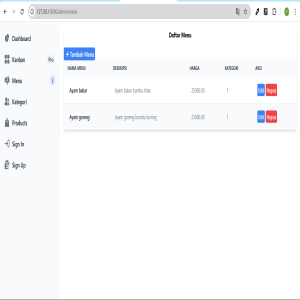 127.0.0.1:8000/admin/menu
Dashboard
Kanban Pro
Menu 3
Kategori
Products
Sign In
Sign Up
Daftar Menu
+ Tambah Menu
NAMA MENU DESKRIPSI HARGA KATEGORI AKSI
Ayam bakar Ayam bakar bumbu khas 25000.00 1 Edit Hapus
Ayam goreng Ayam goreng bumbu kuning 1 Edit Hapus